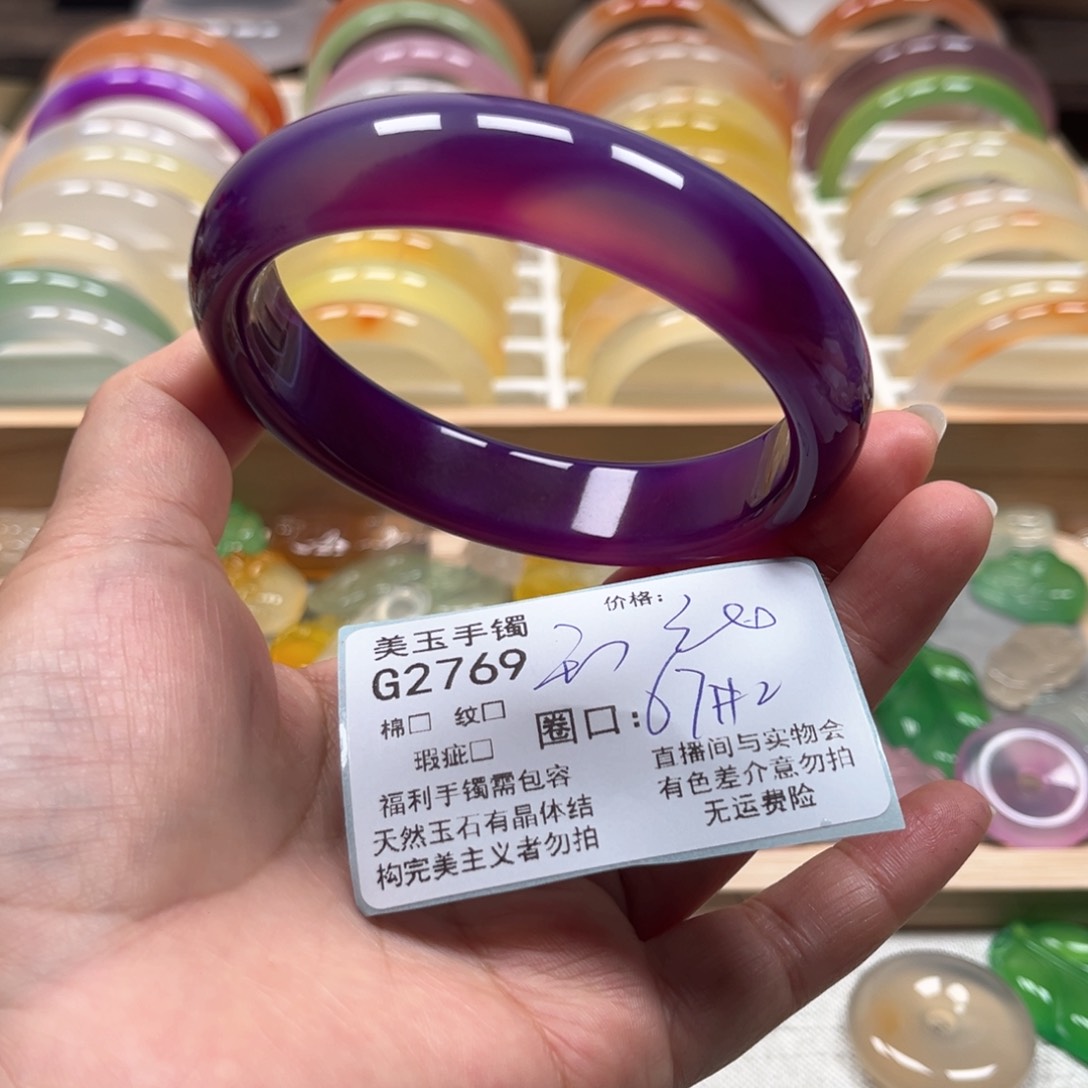 美玉手镯 价格：
G2769
棉□ 纹□ 圈口：67#2
瑕疵□
福利手镯需包容
天然玉石有晶体结
构完美主义者勿拍
直播间与实物会
有色差介意勿拍
无运费险